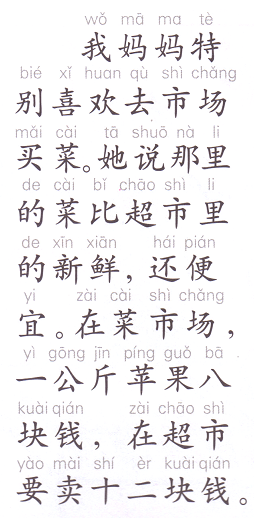 wǒ mā ma tè
我妈妈特
bié xǐ huan qù shì chǎng
别喜欢去市场
mǎi cài tā shuō nà li
买菜。她说那里
de cài bǐ chāo shì li
的菜比超市里
de xīn xiān hái pián
的新鲜，还便
yi zài cài shì chǎng
宜。在菜市场，
yì gōng jīn píng guǒ bā
一公斤苹果八
kuài qián zài chāo shì
块钱，在超市
yào mài shí èr kuài qián
要卖十二块钱。